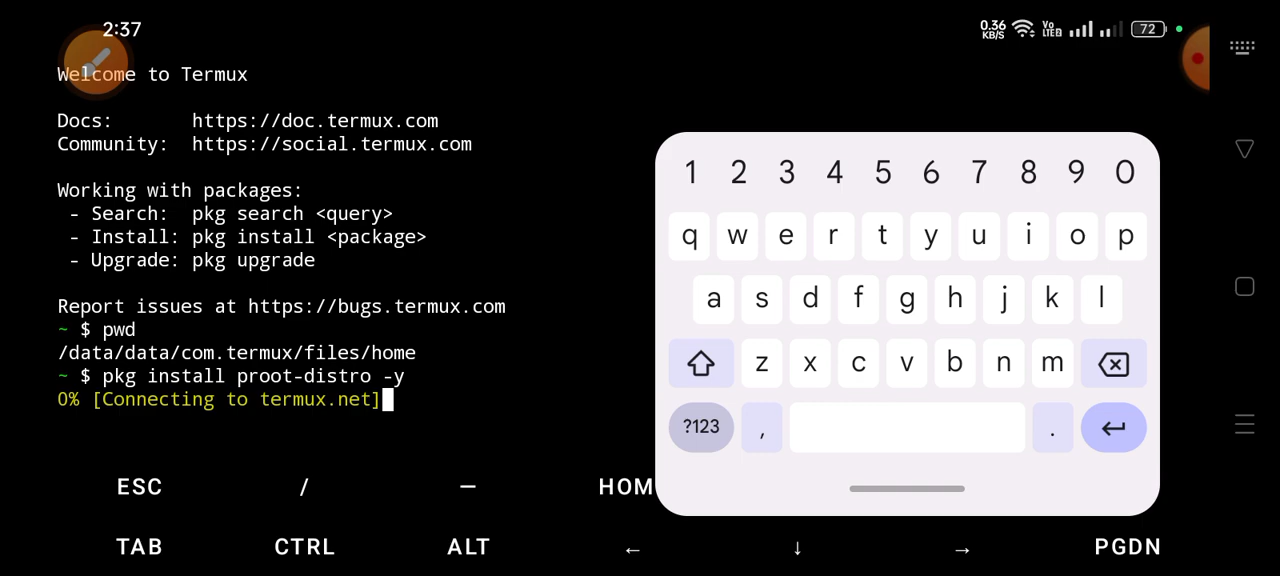 2:37
0.36 KB/S Vo LTE 2 72
Welcome to Termux
Docs: https://doc.termux.com
Community: https://social.termux.com
Working with packages:
- Search: pkg search <query>
- Install: pkg install <package>
- Upgrade: pkg upgrade
Report issues at https://bugs.termux.com
~ $ pwd
/data/data/com.termux/files/home
~ $ pkg install proot-distro -y
0% [Connecting to termux.net]
1 2 3 4 5 6 7 8 9 0
q w e r t y u i o p
a s d f g h j k l
z x c v b n m
?123 , .
ESC / — HOM
TAB CTRL ALT ← ↓ → PGDN